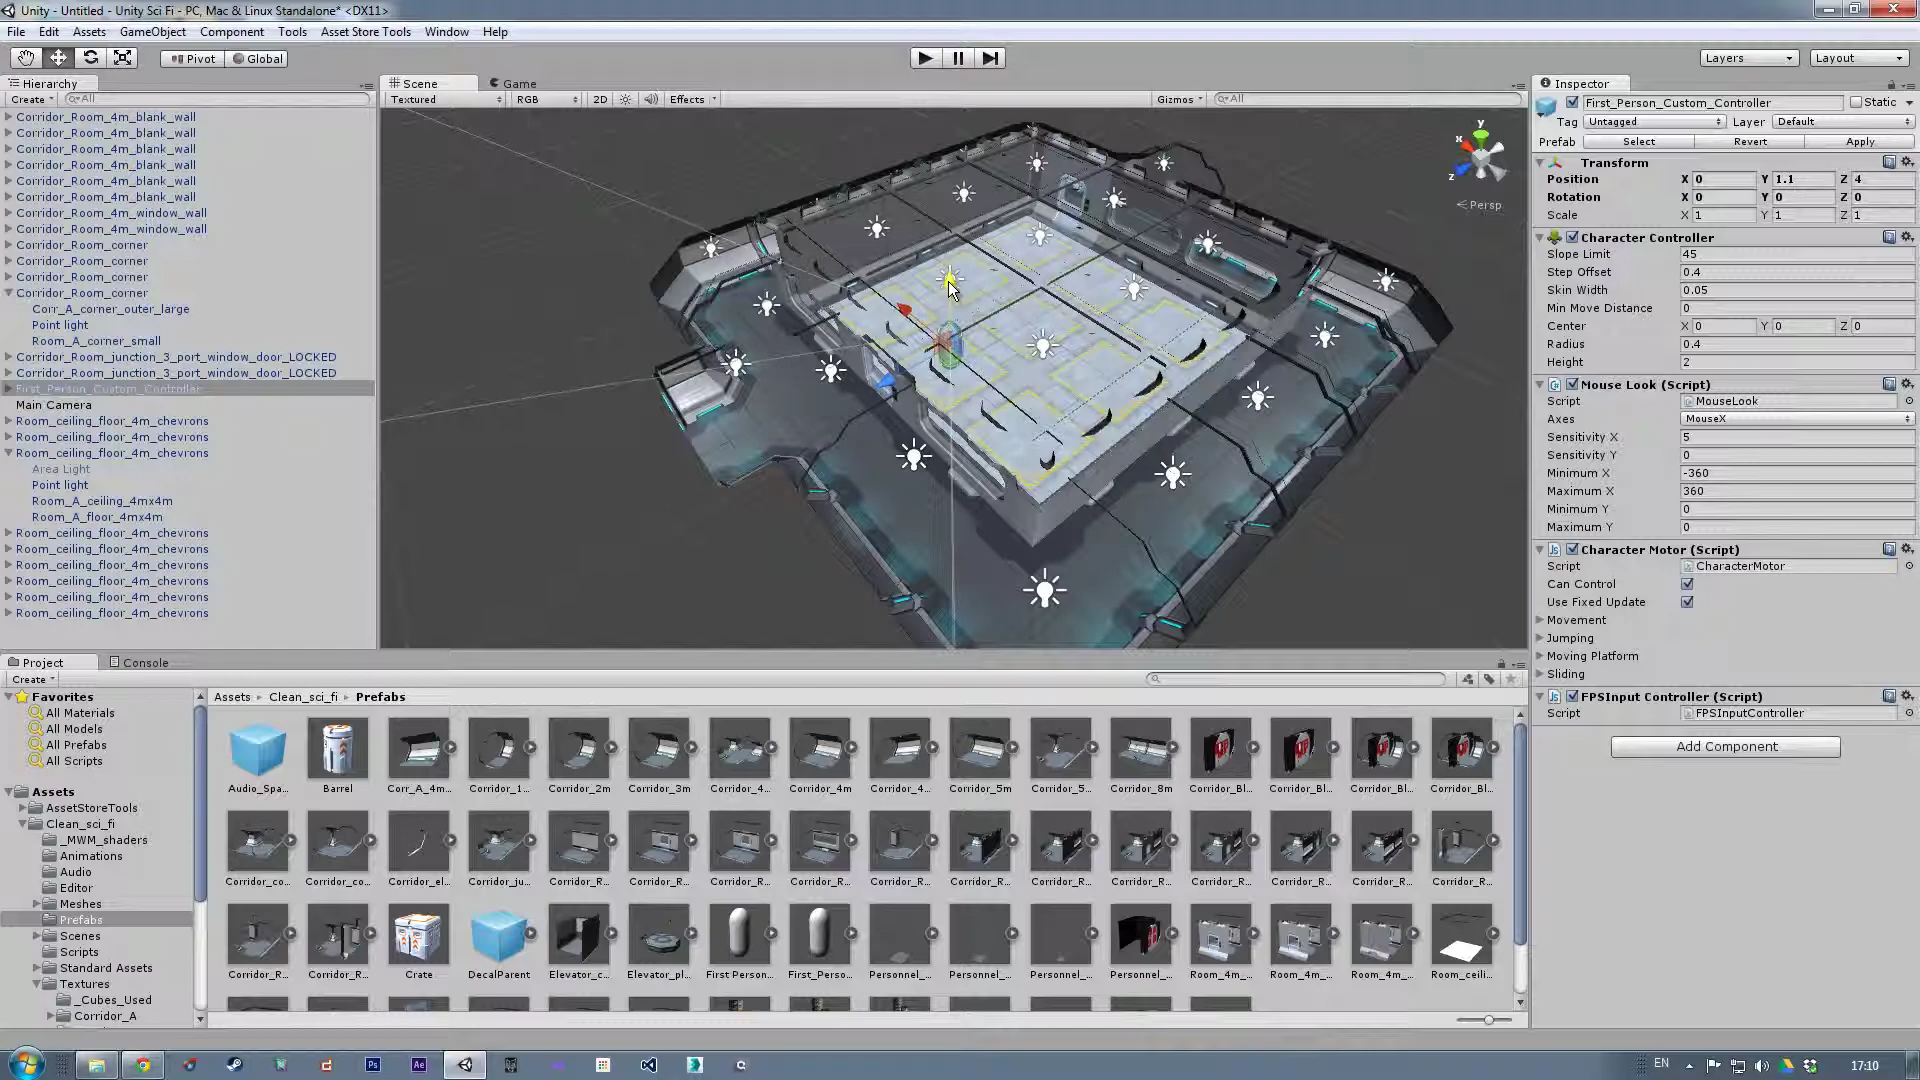 Unity - Untitled - Unity Sci Fi - PC, Mac & Linux Standalone* <DX11>
File Edit Assets GameObject Component Tools Asset Store Tools Window Help
Pivot Global Layers Layout
Hierarchy
Create All
Corridor_Room_4m_blank_wall
Corridor_Room_4m_blank_wall
Corridor_Room_4m_blank_wall
Corridor_Room_4m_blank_wall
Corridor_Room_4m_blank_wall
Corridor_Room_4m_blank_wall
Corridor_Room_4m_window_wall
Corridor_Room_4m_window_wall
Corridor_Room_corner
Corridor_Room_corner
Corridor_Room_corner
Corridor_Room_corner
Corr_A_corner_outer_large
Point light
Room_A_corner_small
Corridor_Room_junction_3_port_window_door_LOCKED
Corridor_Room_junction_3_port_window_door_LOCKED
First_Person_Custom_Controller
Main Camera
Room_ceiling_floor_4m_chevrons
Room_ceiling_floor_4m_chevrons
Room_ceiling_floor_4m_chevrons
Area Light
Point light
Room_A_ceiling_4mx4m
Room_A_floor_4mx4m
Room_ceiling_floor_4m_chevrons
Room_ceiling_floor_4m_chevrons
Room_ceiling_floor_4m_chevrons
Room_ceiling_floor_4m_chevrons
Room_ceiling_floor_4m_chevrons
Room_ceiling_floor_4m_chevrons
Scene Game
Textured RGB 2D Effects Gizmos All
y
x
z
Persp
Inspector
First_Person_Custom_Controller Static
Tag Untagged Layer Default
Prefab Select Revert Apply
Transform
Position X 0 Y 1.1 Z 4
Rotation X 0 Y 0 Z 0
Scale X 1 Y 1 Z 1
Character Controller
Slope Limit 45
Step Offset 0.4
Skin Width 0.05
Min Move Distance 0
Center X 0 Y 0 Z 0
Radius 0.4
Height 2
Mouse Look (Script)
Script MouseLook
Axes MouseX
Sensitivity X 5
Sensitivity Y 0
Minimum X -360
Maximum X 360
Minimum Y 0
Maximum Y 0
Character Motor (Script)
Script CharacterMotor
Can Control
Use Fixed Update
Movement
Jumping
Moving Platform
Sliding
FPSInput Controller (Script)
Script FPSInputController
Add Component
Project Console
Create
Favorites
All Materials
All Models
All Prefabs
All Scripts
Assets
AssetStoreTools
Clean_sci_fi
_MWM_shaders
Animations
Audio
Editor
Meshes
Prefabs
Scenes
Scripts
Standard Assets
Textures
_Cubes_Used
Corridor_A
Assets Clean_sci_fi Prefabs
Audio_Spa... Barrel Corr_A_4m... Corridor_1... Corridor_2m Corridor_3m Corridor_4... Corridor_4m Corridor_4... Corridor_5m Corridor_5... Corridor_8m Corridor_Bl... Corridor_Bl... Corridor_Bl... Corridor_Bl...
Corridor_co... Corridor_co... Corridor_el... Corridor_ju... Corridor_R... Corridor_R... Corridor_R... Corridor_R... Corridor_R... Corridor_R... Corridor_R... Corridor_R... Corridor_R... Corridor_R... Corridor_R... Corridor_R...
Corridor_R... Corridor_R... Crate DecalParent Elevator_c... Elevator_pl... First Person... First_Perso... Personnel_... Personnel_... Personnel_... Personnel_... Room_4m_... Room_4m_... Room_4m_... Room_ceili...
Ps Ae EN 17:10